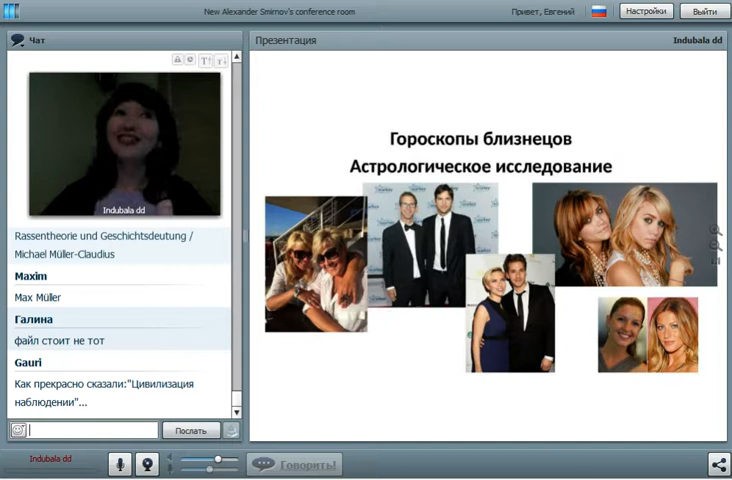 New Alexander Smirnov's conference room
Привет, Евгений
Настройки
Выйти
Чат
Indubala dd
Rassentheorie und Geschichtsdeutung /
Michael Müller-Claudius
Maxim
Max Müller
Галина
файл стоит не тот
Gauri
Как прекрасно сказали:"Цивилизация
наблюдении"...
Послать
Презентация
Indubala dd
Гороскопы близнецов
Астрологическое исследование
Indubala dd
Говорить!